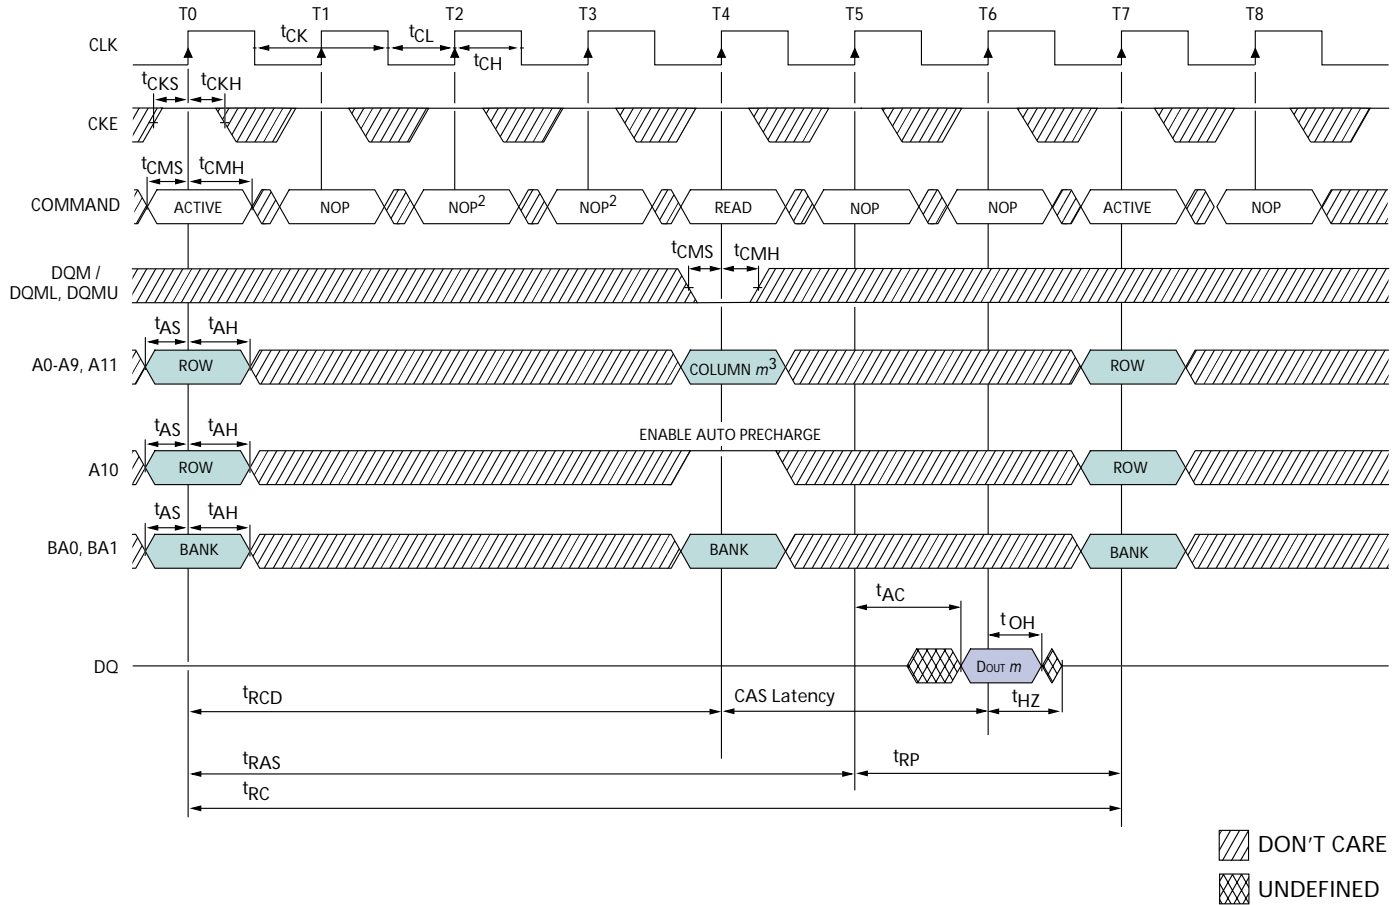 T0 T1 T2 T3 T4 T5 T6 T7 T8
CLK
tCK tCL
tCH
tCKS tCKH
CKE
tCMS tCMH
COMMAND ACTIVE NOP NOP2 NOP2 READ NOP NOP ACTIVE NOP
tCMS tCMH
DQM /
DQML, DQMU
tAS tAH
A0-A9, A11 ROW COLUMN m3 ROW
tAS tAH
ENABLE AUTO PRECHARGE
A10 ROW ROW
tAS tAH
BA0, BA1 BANK BANK BANK
tAC
tOH
DQ DOUT m
tRCD CAS Latency tHZ
tRAS tRP
tRC
DON'T CARE
UNDEFINED